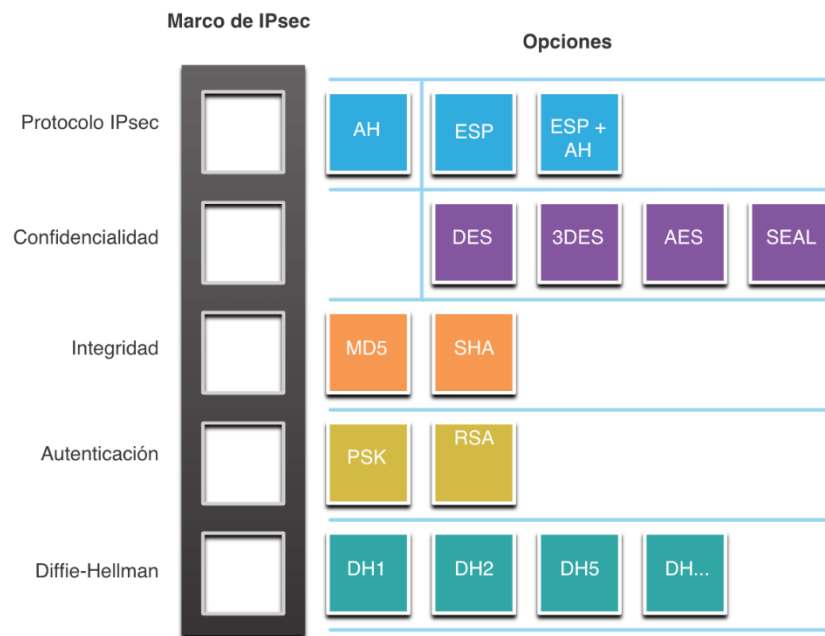 Marco de IPsec
Opciones
Protocolo IPsec
AH
ESP
ESP +
AH
Confidencialidad
DES
3DES
AES
SEAL
Integridad
MD5
SHA
Autenticación
PSK
RSA
Diffie-Hellman
DH1
DH2
DH5
DH...